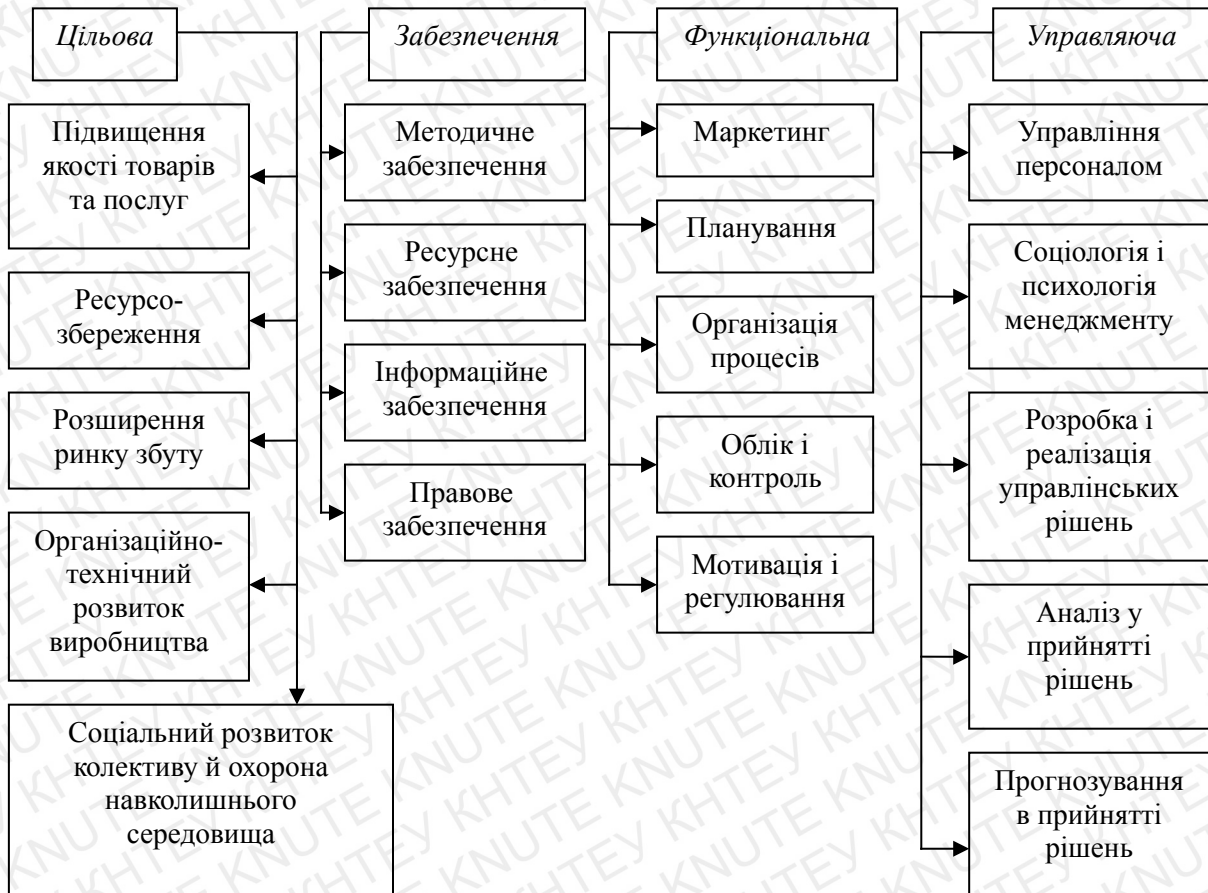 Цільова
Підвищення
якості товарів
та послуг
Ресурсо-
збереження
Розширення
ринку збуту
Організаційно-
технічний
розвиток
виробництва
Соціальний розвиток
колективу й охорона
навколишнього
середовища
Забезпечення
Методичне
забезпечення
Ресурсне
забезпечення
Інформаційне
забезпечення
Правове
забезпечення
Функціональна
Маркетинг
Планування
Організація
процесів
Облік і
контроль
Мотивація і
регулювання
Управляюча
Управління
персоналом
Соціологія і
психологія
менеджменту
Розробка і
реалізація
управлінських
рішень
Аналіз у
прийнятті
рішень
Прогнозування
в прийнятті
рішень
КНТЕУ KNUTE